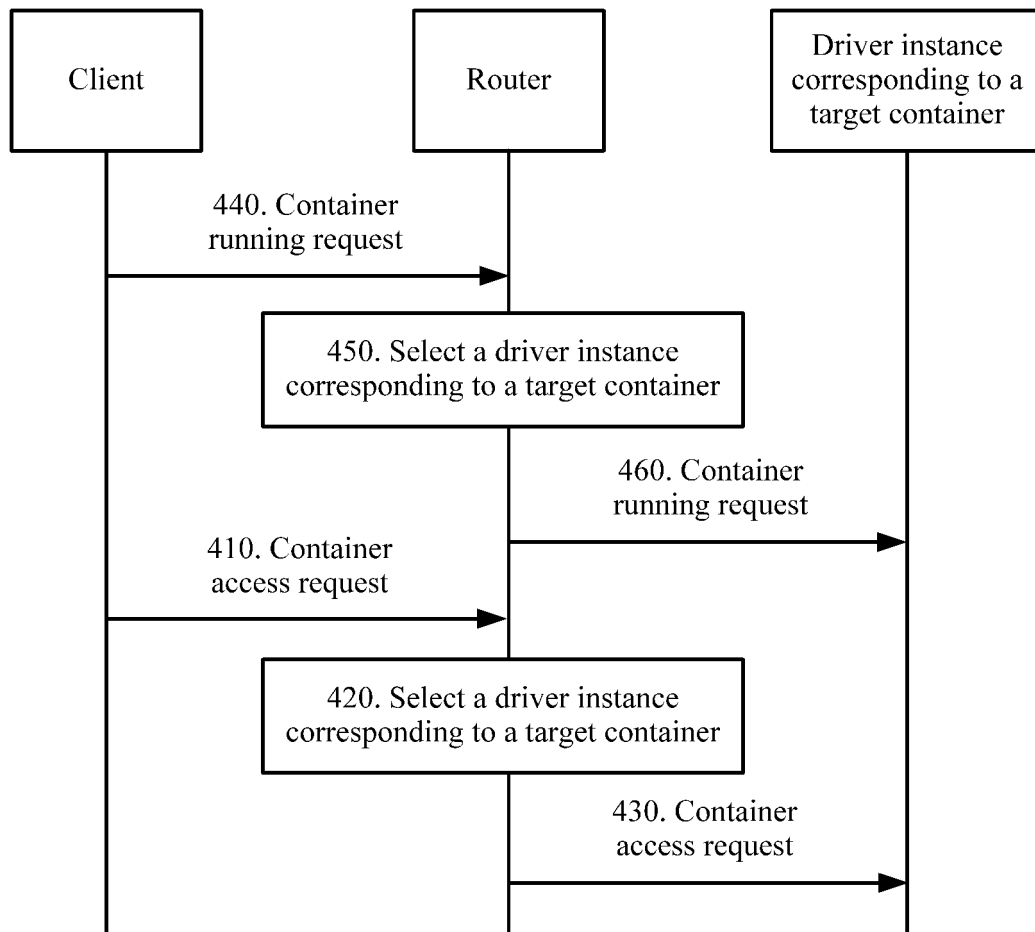 Client
Router
Driver instance
corresponding to a
target container
440. Container
running request
450. Select a driver instance
corresponding to a target container
460. Container
running request
410. Container
access request
420. Select a driver instance
corresponding to a target container
430. Container
access request